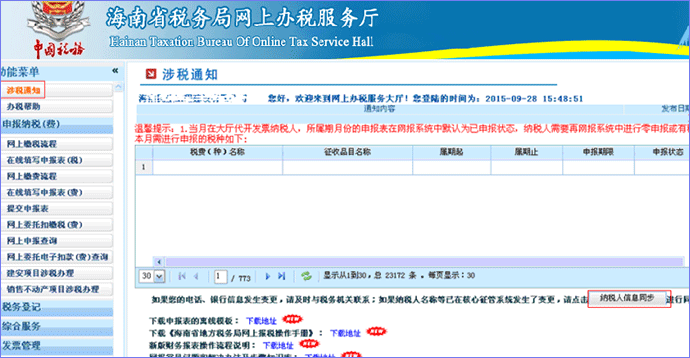 海南省税务局网上办税服务厅
Hainan Taxation Bureau Of Online Tax Service Hall
中国税务
功能菜单
涉税通知
办税帮助
申报纳税(费)
网上缴税流程
在线填写申报表(税)
网上缴费流程
在线填写申报表(费)
提交申报表
网上委托扣缴税(费)
网上申报查询
网上委托电子扣款(费)查询
建安项目涉税办理
销售不动产项目涉税办理
税务登记
综合服务
发票管理
涉税通知
您好，欢迎来到网上办税服务大厅！您登陆的时间为：2015-09-28 15:48:51
通知内容 发布日期
温馨提示：1.当月在大厅代开发票纳税人，所属期月份的申报表在网报系统中默认为已申报状态，纳税人需要再网报系统中进行零申报或有税
本月需进行申报的税种如下：
税费(种)名称 征收品目名称 属期起 属期止 申报期限 申报状态
1
30 1 / 773 显示从1到30，总 23172 条 。每页显示：30
如果您的电话、银行信息发生变更，请及时与税务机关联系；如果纳税人名称等已在核心征管系统发生了变更，请点击 纳税人信息同步 进行同
下载申报表的离线模板： 下载地址 NEW
下载《海南省地方税务局网上报税操作手册》： 下载地址 NEW
新版财务报表操作流程说明： 下载地址 NEW